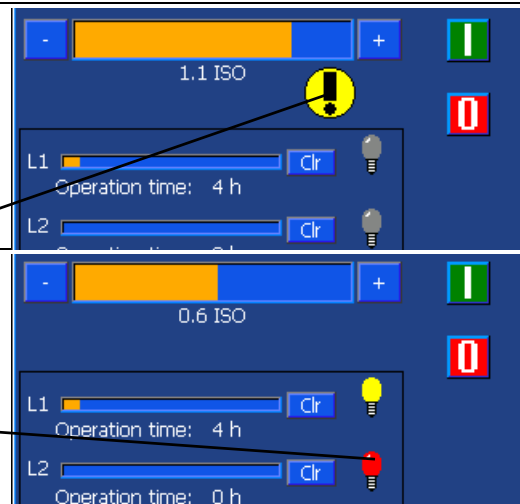 - +
1.1 ISO
I
0
L1 Clr
Operation time: 4 h
L2 Clr
- +
0.6 ISO
I
0
L1 Clr
Operation time: 4 h
L2 Clr
Operation time: 0 h